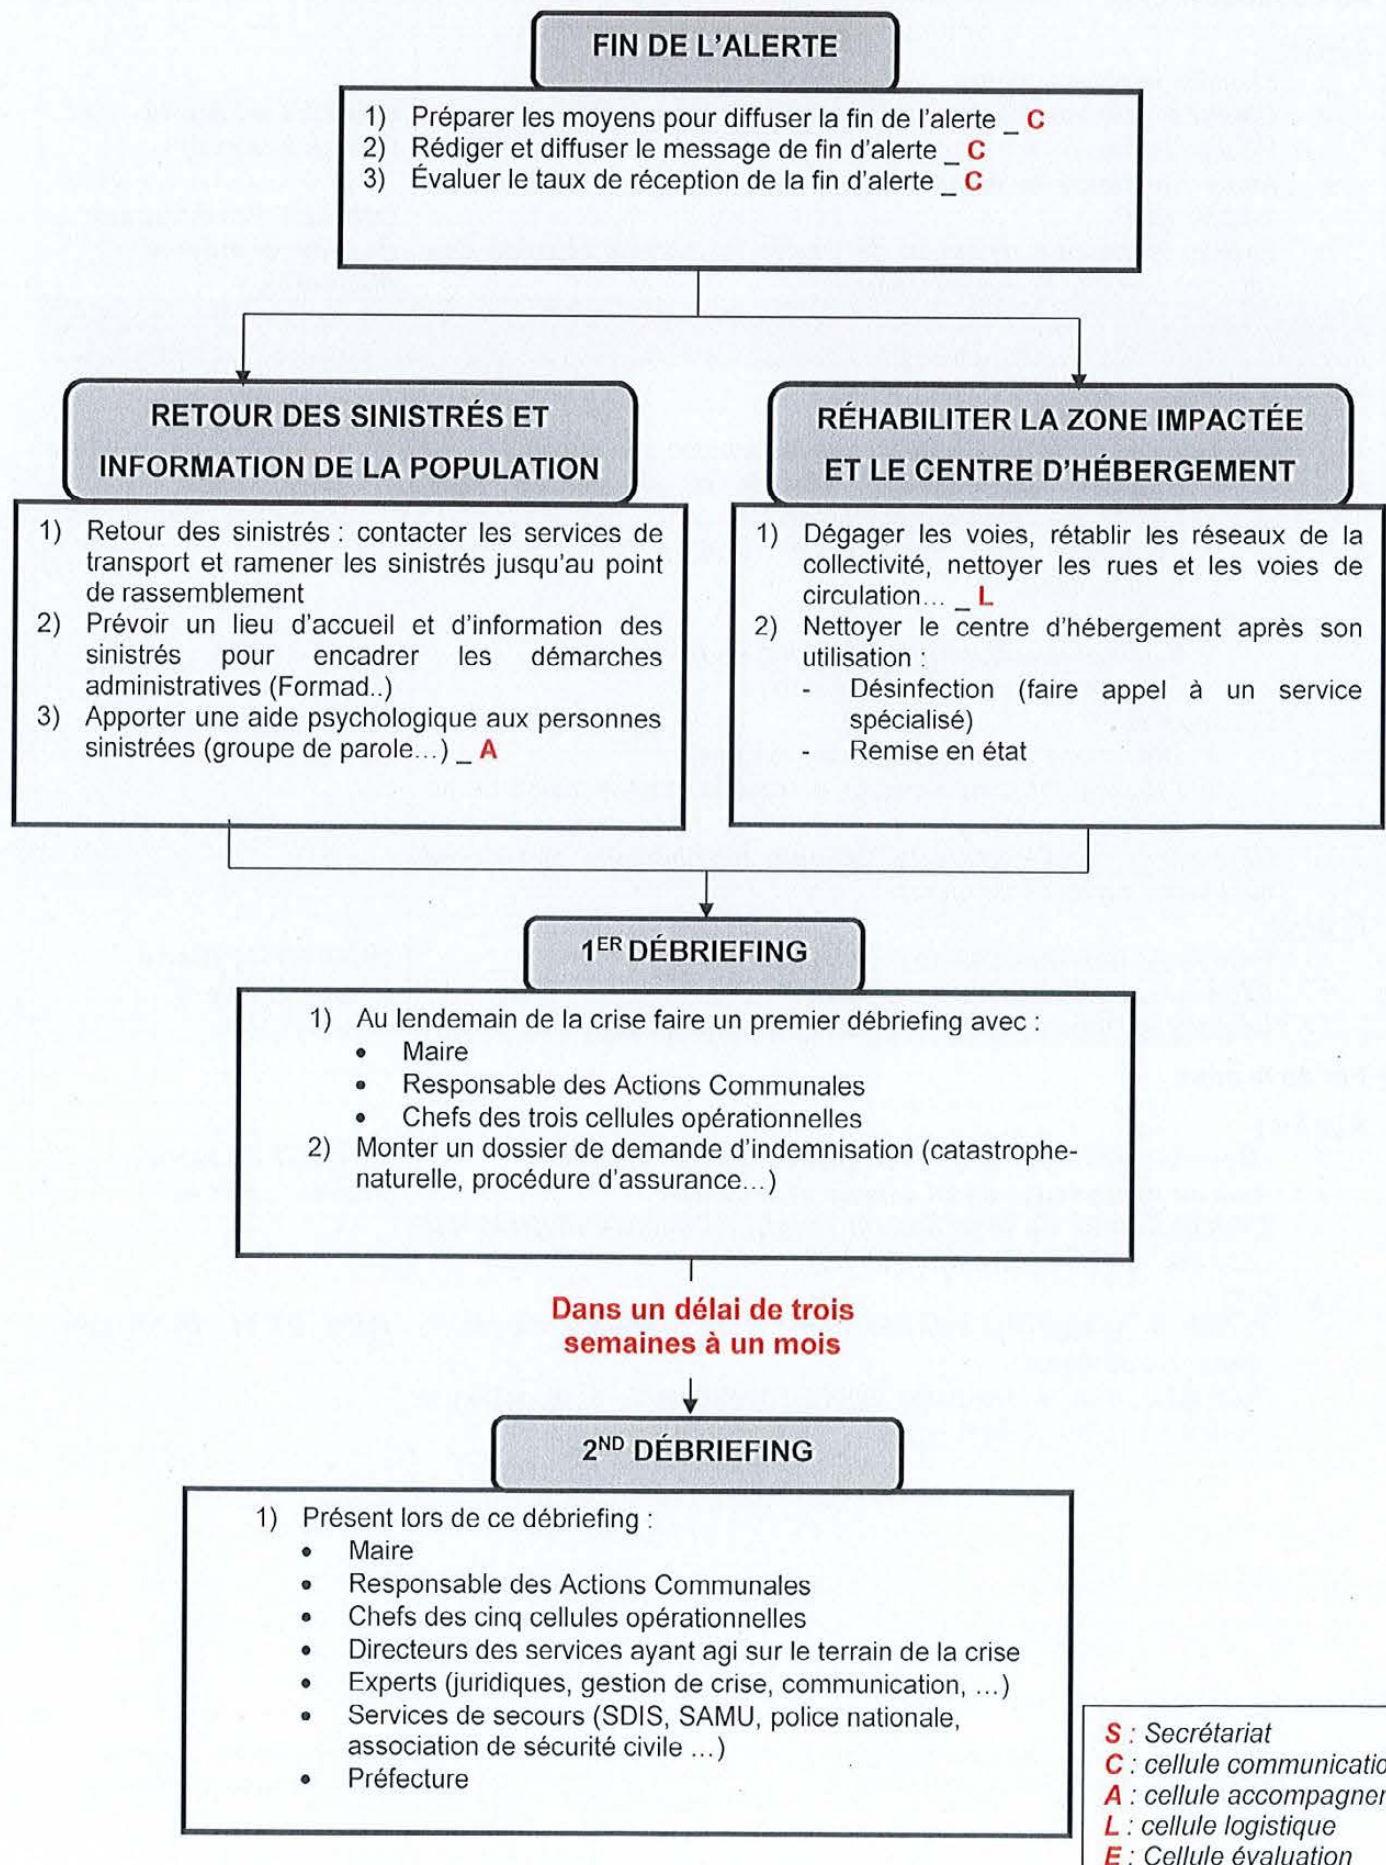 FIN DE L'ALERTE
1) Préparer les moyens pour diffuser la fin de l'alerte _ C
2) Rédiger et diffuser le message de fin d'alerte _ C
3) Évaluer le taux de réception de la fin d'alerte _ C
RETOUR DES SINISTRÉS ET
INFORMATION DE LA POPULATION
1) Retour des sinistrés : contacter les services de
transport et ramener les sinistrés jusqu'au point
de rassemblement
2) Prévoir un lieu d'accueil et d'information des
sinistrés pour encadrer les démarches
administratives (Formad..)
3) Apporter une aide psychologique aux personnes
sinistrées (groupe de parole...) _ A
RÉHABILITER LA ZONE IMPACTÉE
ET LE CENTRE D'HÉBERGEMENT
1) Dégager les voies, rétablir les réseaux de la
collectivité, nettoyer les rues et les voies de
circulation... _ L
2) Nettoyer le centre d'hébergement après son
utilisation :
- Désinfection (faire appel à un service
spécialisé)
- Remise en état
1ER DÉBRIEFING
1) Au lendemain de la crise faire un premier débriefing avec :
• Maire
• Responsable des Actions Communales
• Chefs des trois cellules opérationnelles
2) Monter un dossier de demande d'indemnisation (catastrophe-
naturelle, procédure d'assurance...)
Dans un délai de trois
semaines à un mois
2ND DÉBRIEFING
1) Présent lors de ce débriefing :
• Maire
• Responsable des Actions Communales
• Chefs des cinq cellules opérationnelles
• Directeurs des services ayant agi sur le terrain de la crise
• Experts (juridiques, gestion de crise, communication, ...)
• Services de secours (SDIS, SAMU, police nationale,
association de sécurité civile ...)
• Préfecture
S : Secrétariat
C : cellule communicatio
A : cellule accompagner
L : cellule logistique
E : Cellule évaluation